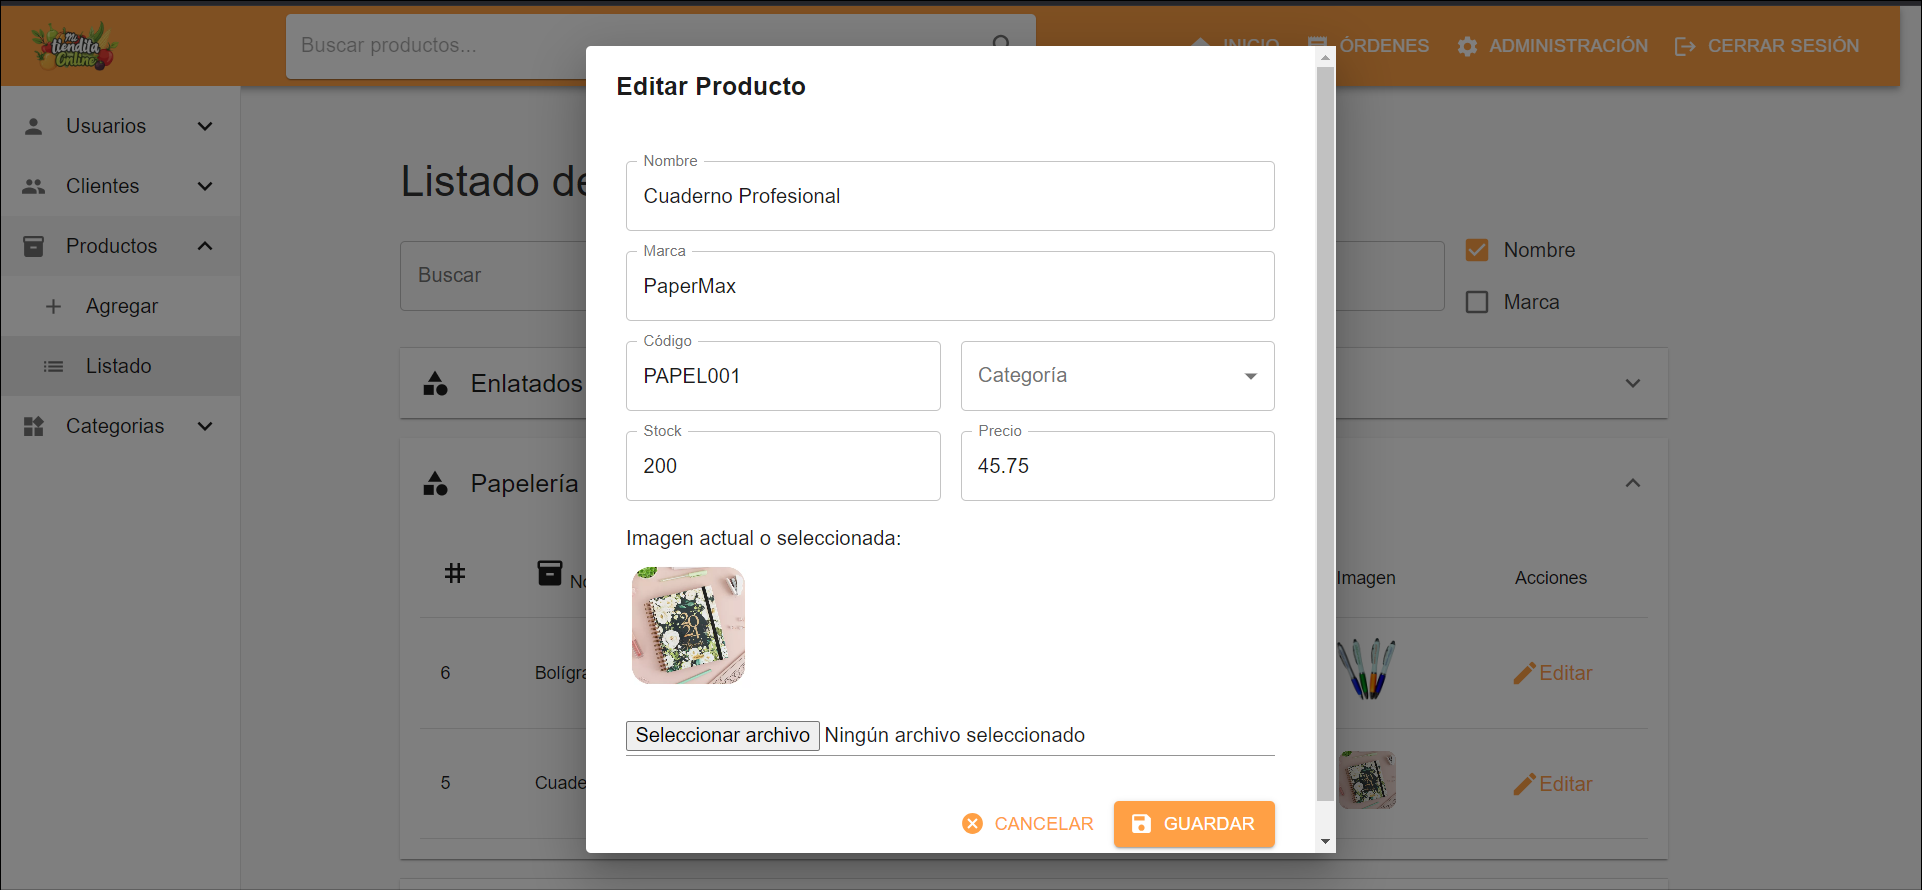 Mi
tiendita
Online
Buscar productos...
INICIO
ÓRDENES
ADMINISTRACIÓN
CERRAR SESIÓN
Usuarios
Clientes
Productos
Agregar
Listado
Categorias
Listado de
Buscar
Nombre
Marca
Enlatados
Papelería
#
No
Imagen
Acciones
6
Bolígra
Editar
5
Cuade
Editar
Editar Producto
Nombre
Cuaderno Profesional
Marca
PaperMax
Código
PAPEL001
Categoría
Stock
200
Precio
45.75
Imagen actual o seleccionada:
2024
Seleccionar archivo Ningún archivo seleccionado
CANCELAR
GUARDAR